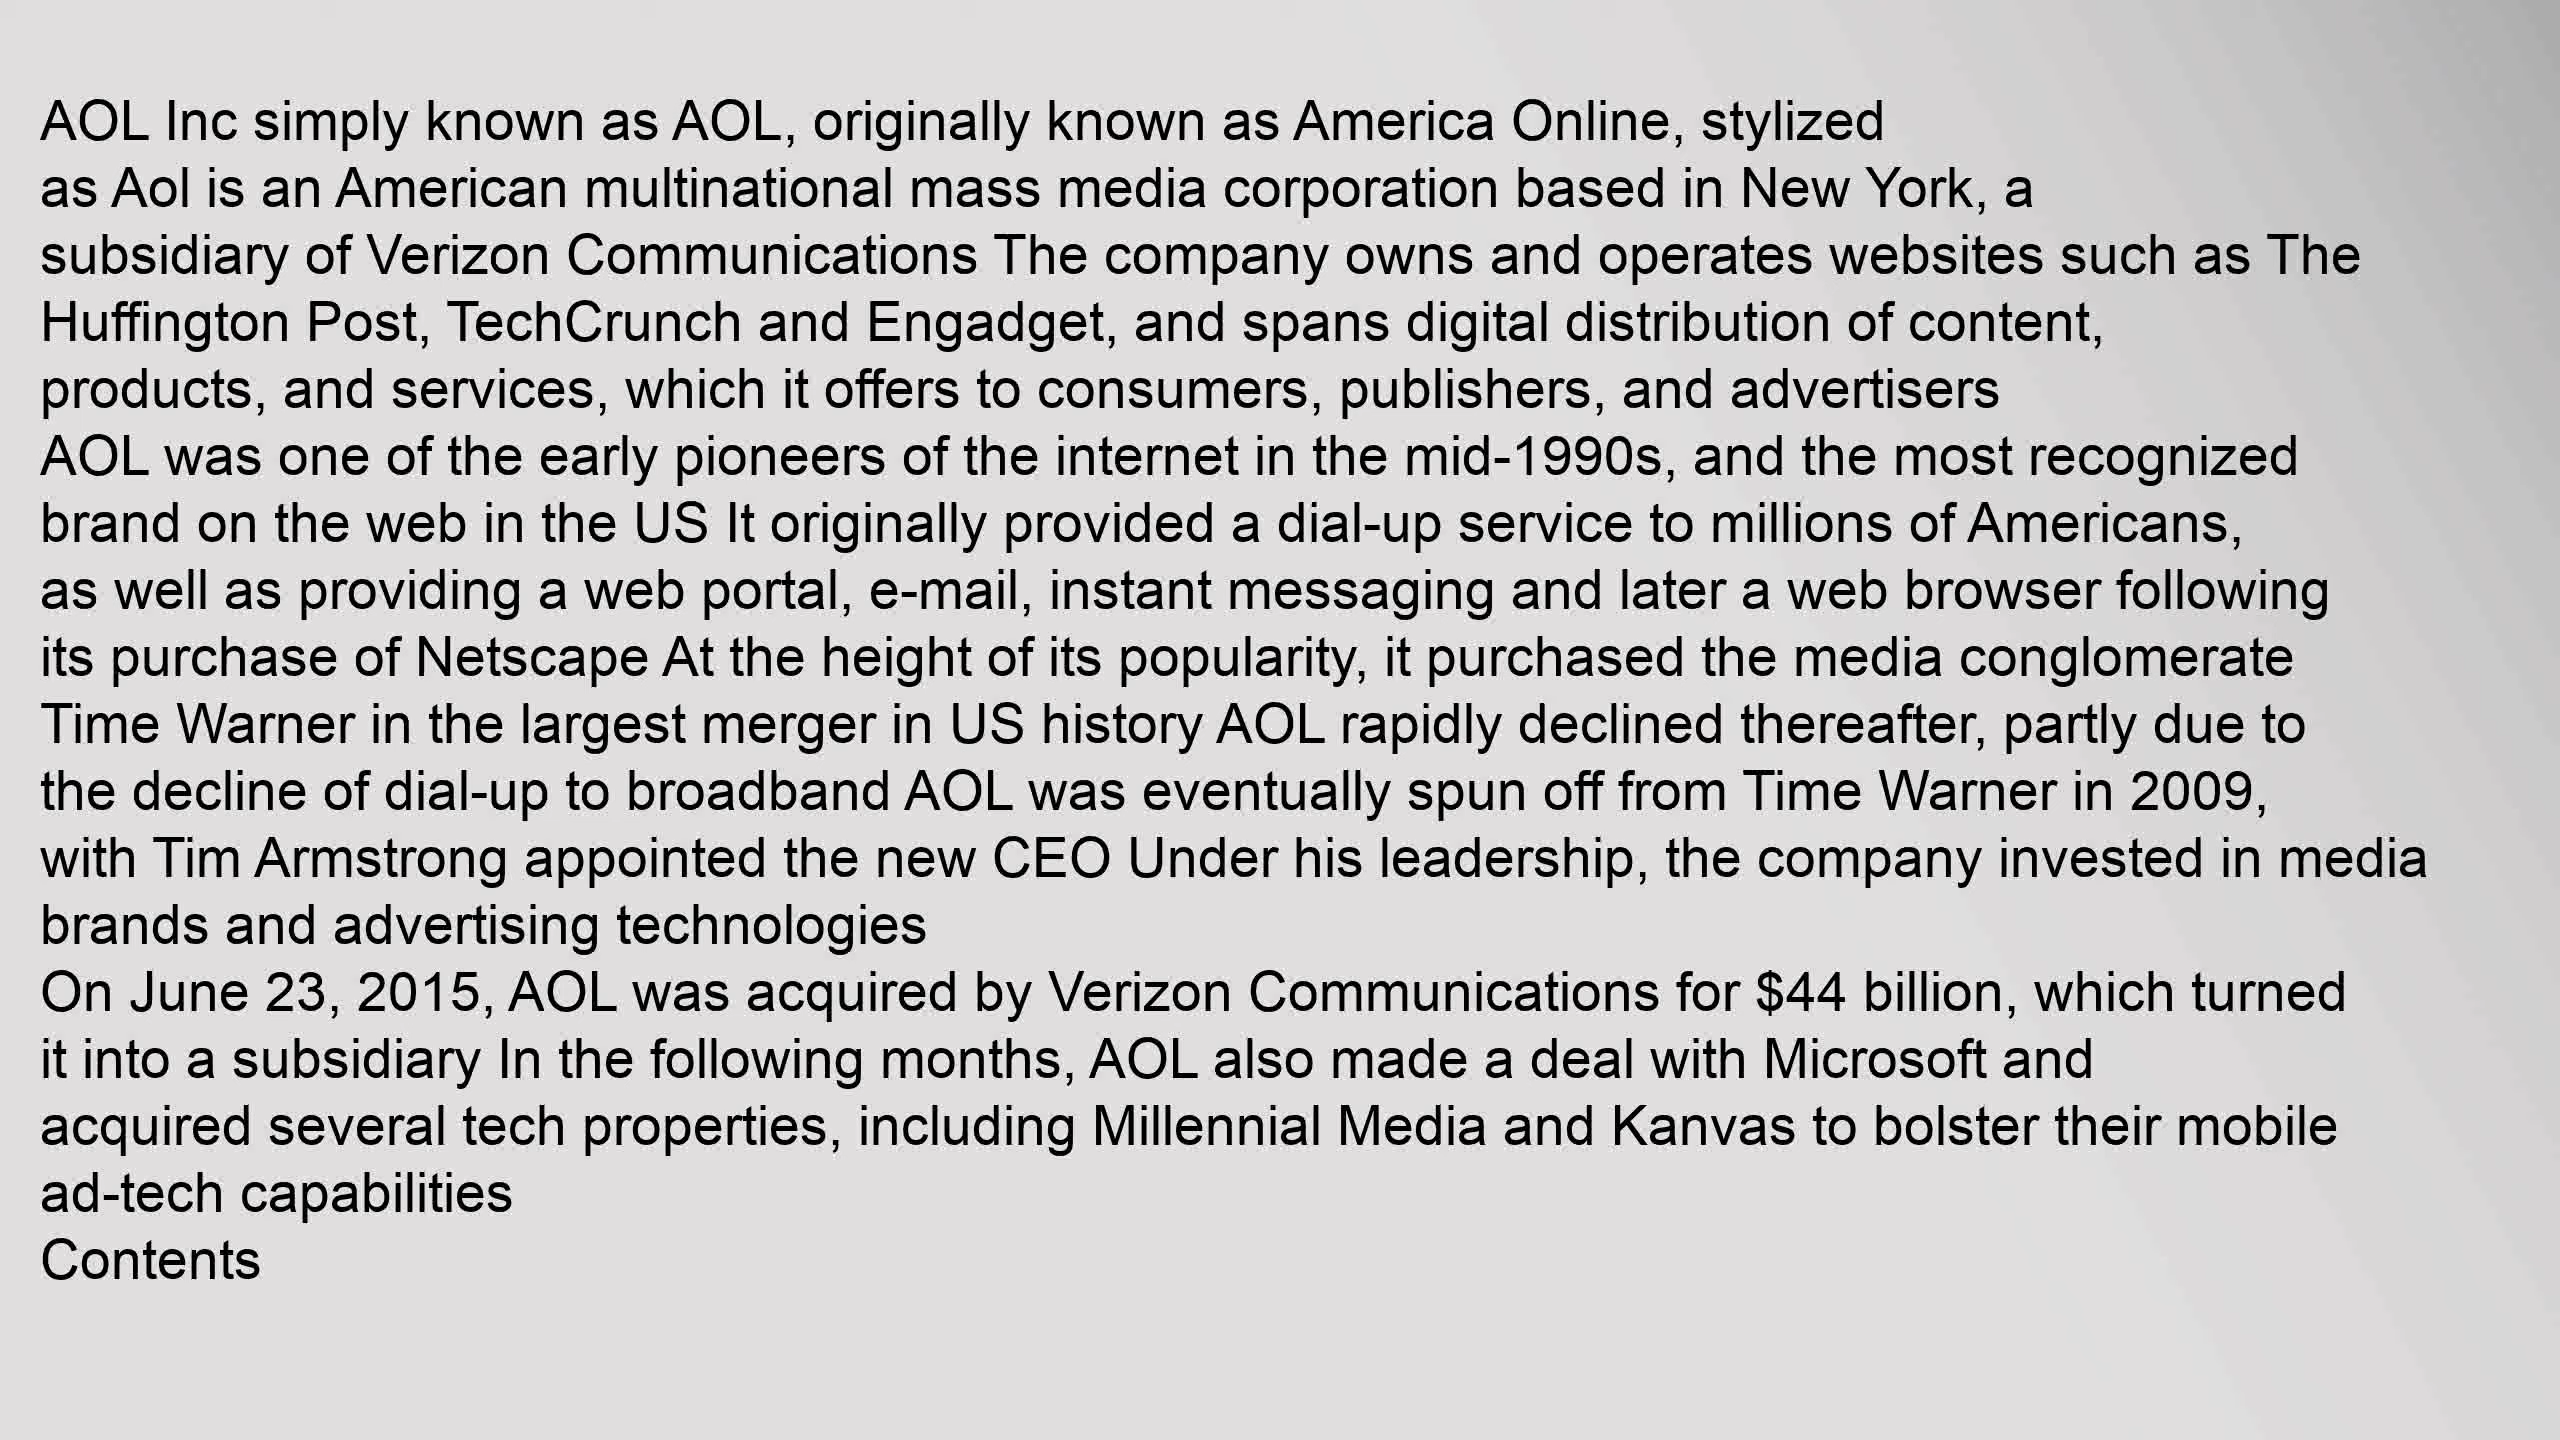 AOL Inc simply known as AOL, originally known as America Online, stylized
as Aol is an American multinational mass media corporation based in New York, a
subsidiary of Verizon Communications The company owns and operates websites such as The
Huffington Post, TechCrunch and Engadget, and spans digital distribution of content,
products, and services, which it offers to consumers, publishers, and advertisers
AOL was one of the early pioneers of the internet in the mid-1990s, and the most recognized
brand on the web in the US It originally provided a dial-up service to millions of Americans,
as well as providing a web portal, e-mail, instant messaging and later a web browser following
its purchase of Netscape At the height of its popularity, it purchased the media conglomerate
Time Warner in the largest merger in US history AOL rapidly declined thereafter, partly due to
the decline of dial-up to broadband AOL was eventually spun off from Time Warner in 2009,
with Tim Armstrong appointed the new CEO Under his leadership, the company invested in media
brands and advertising technologies
On June 23, 2015, AOL was acquired by Verizon Communications for $44 billion, which turned
it into a subsidiary In the following months, AOL also made a deal with Microsoft and
acquired several tech properties, including Millennial Media and Kanvas to bolster their mobile
ad-tech capabilities
Contents